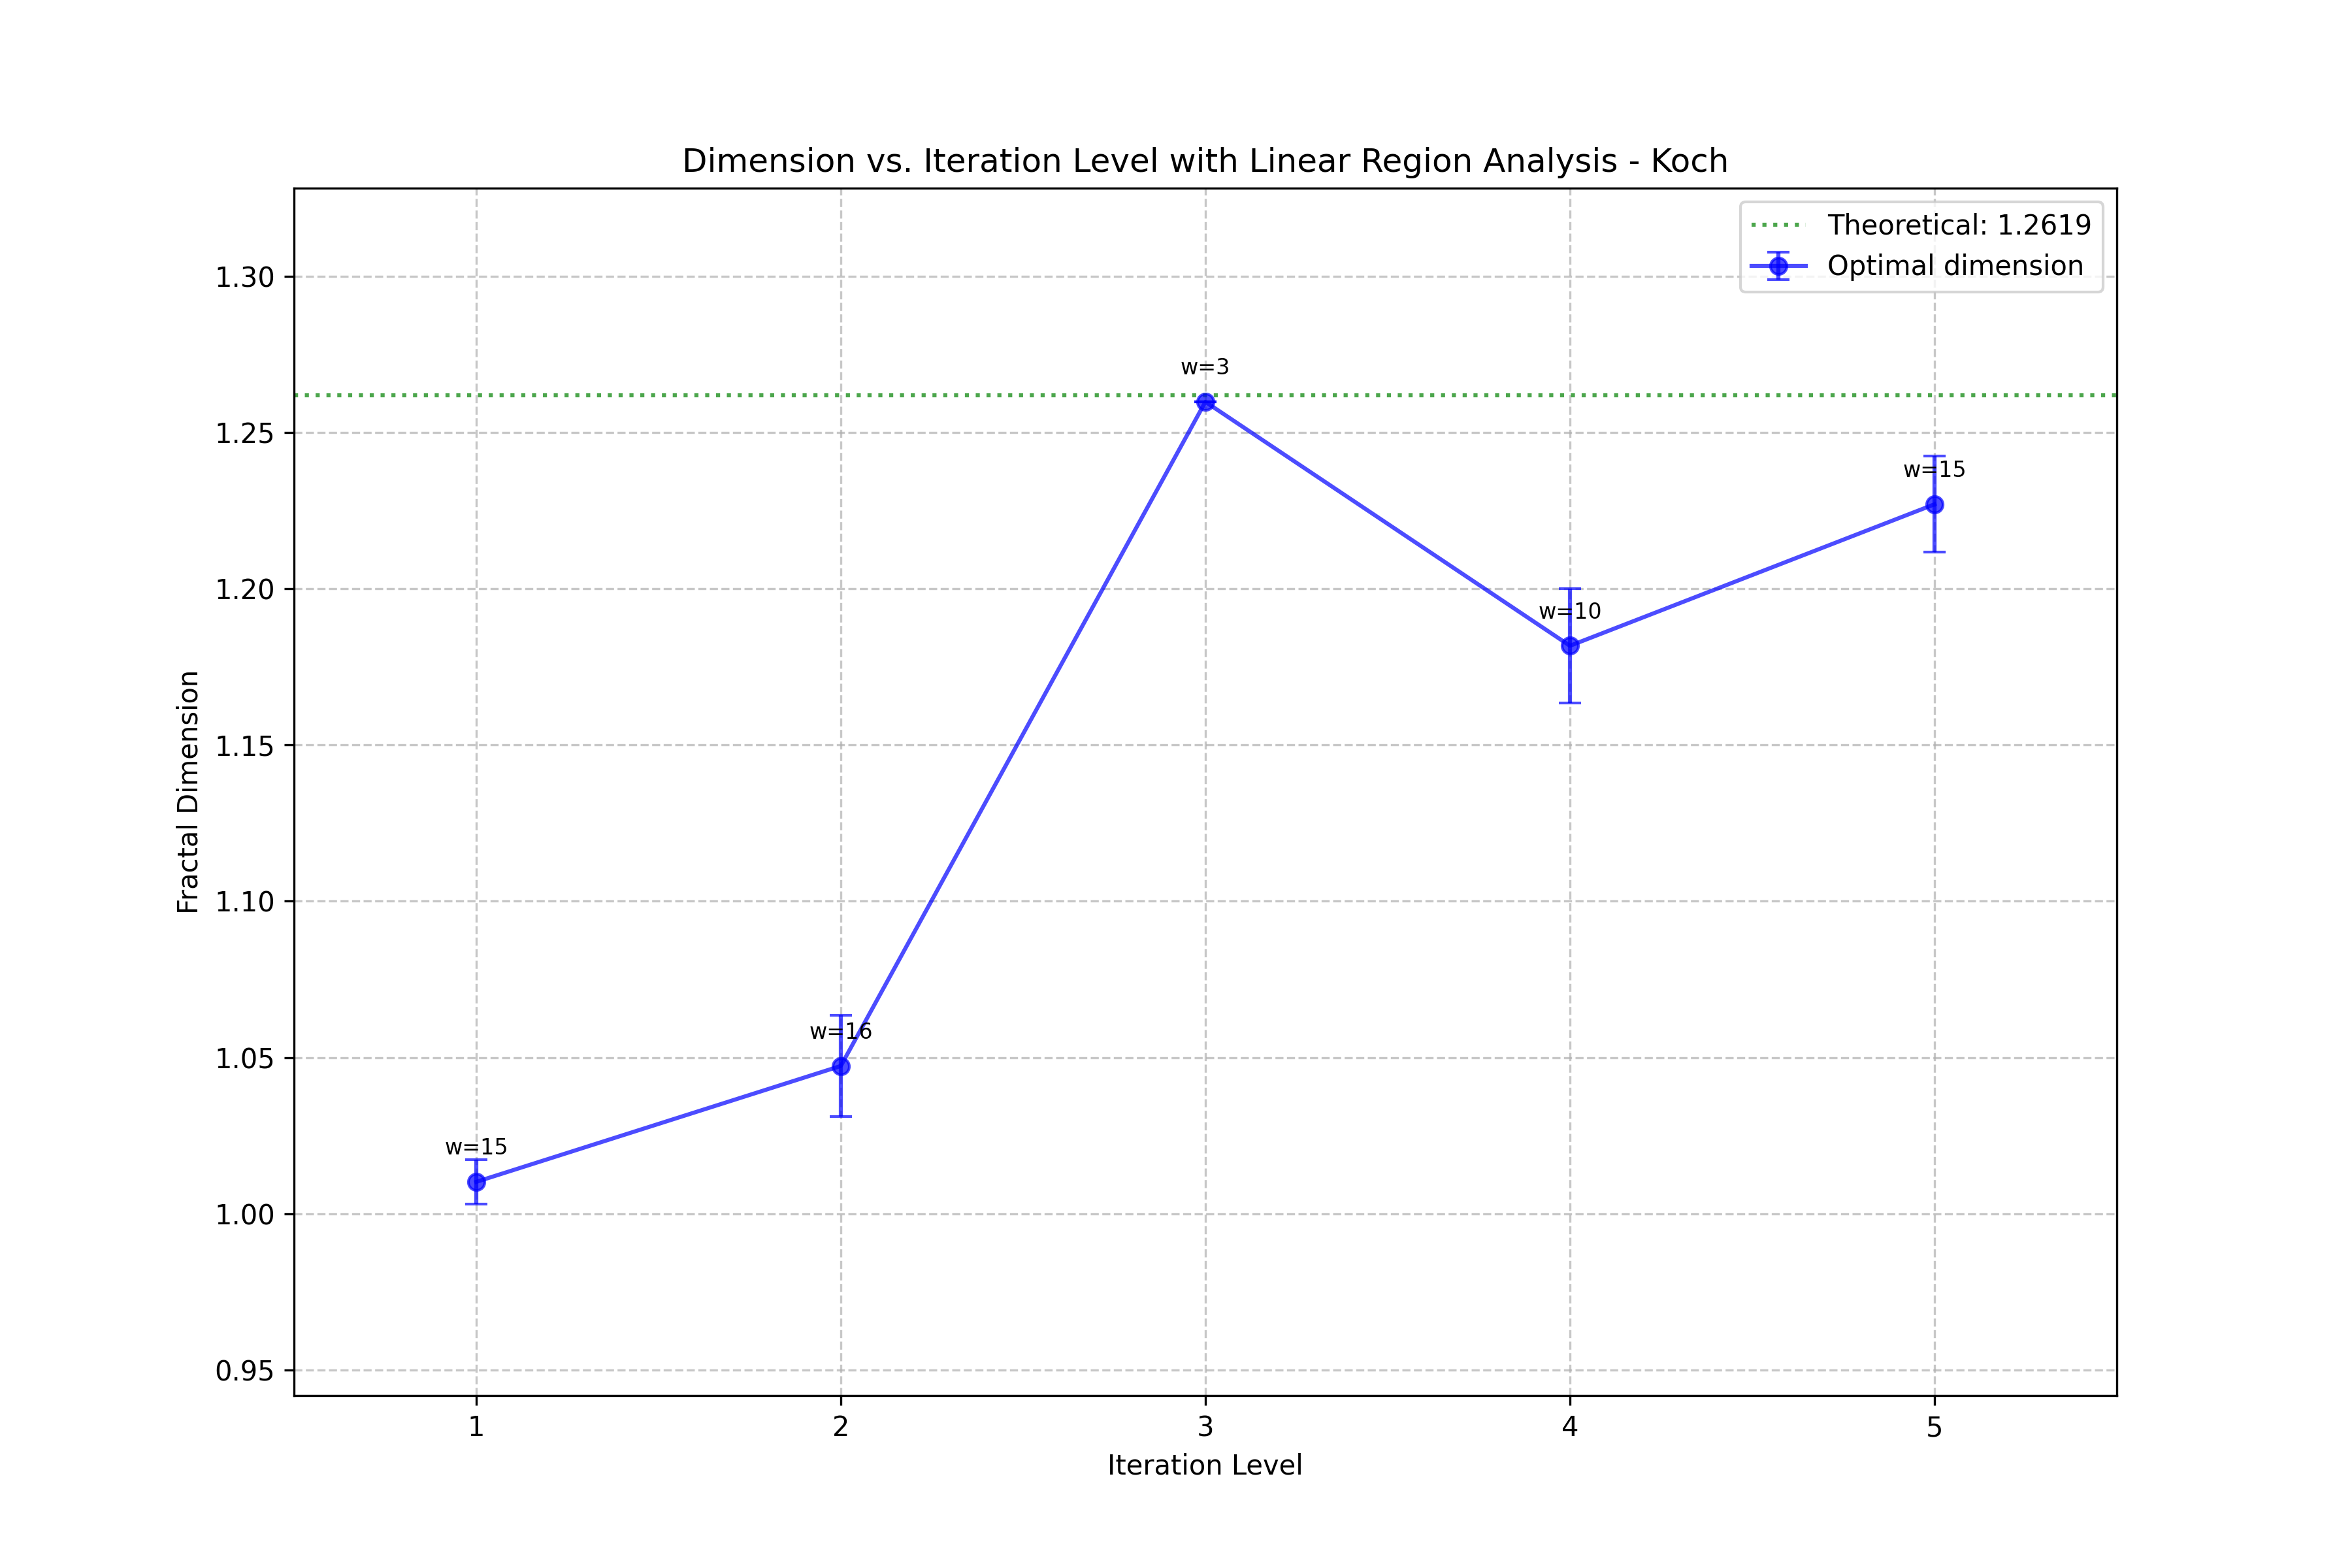 Dimension vs. Iteration Level with Linear Region Analysis - Koch
Theoretical: 1.2619
Optimal dimension
1.30
1.25
1.20
1.15
1.10
1.05
1.00
0.95
Fractal Dimension
w=15
w=16
w=3
w=10
w=15
1 2 3 4 5
Iteration Level